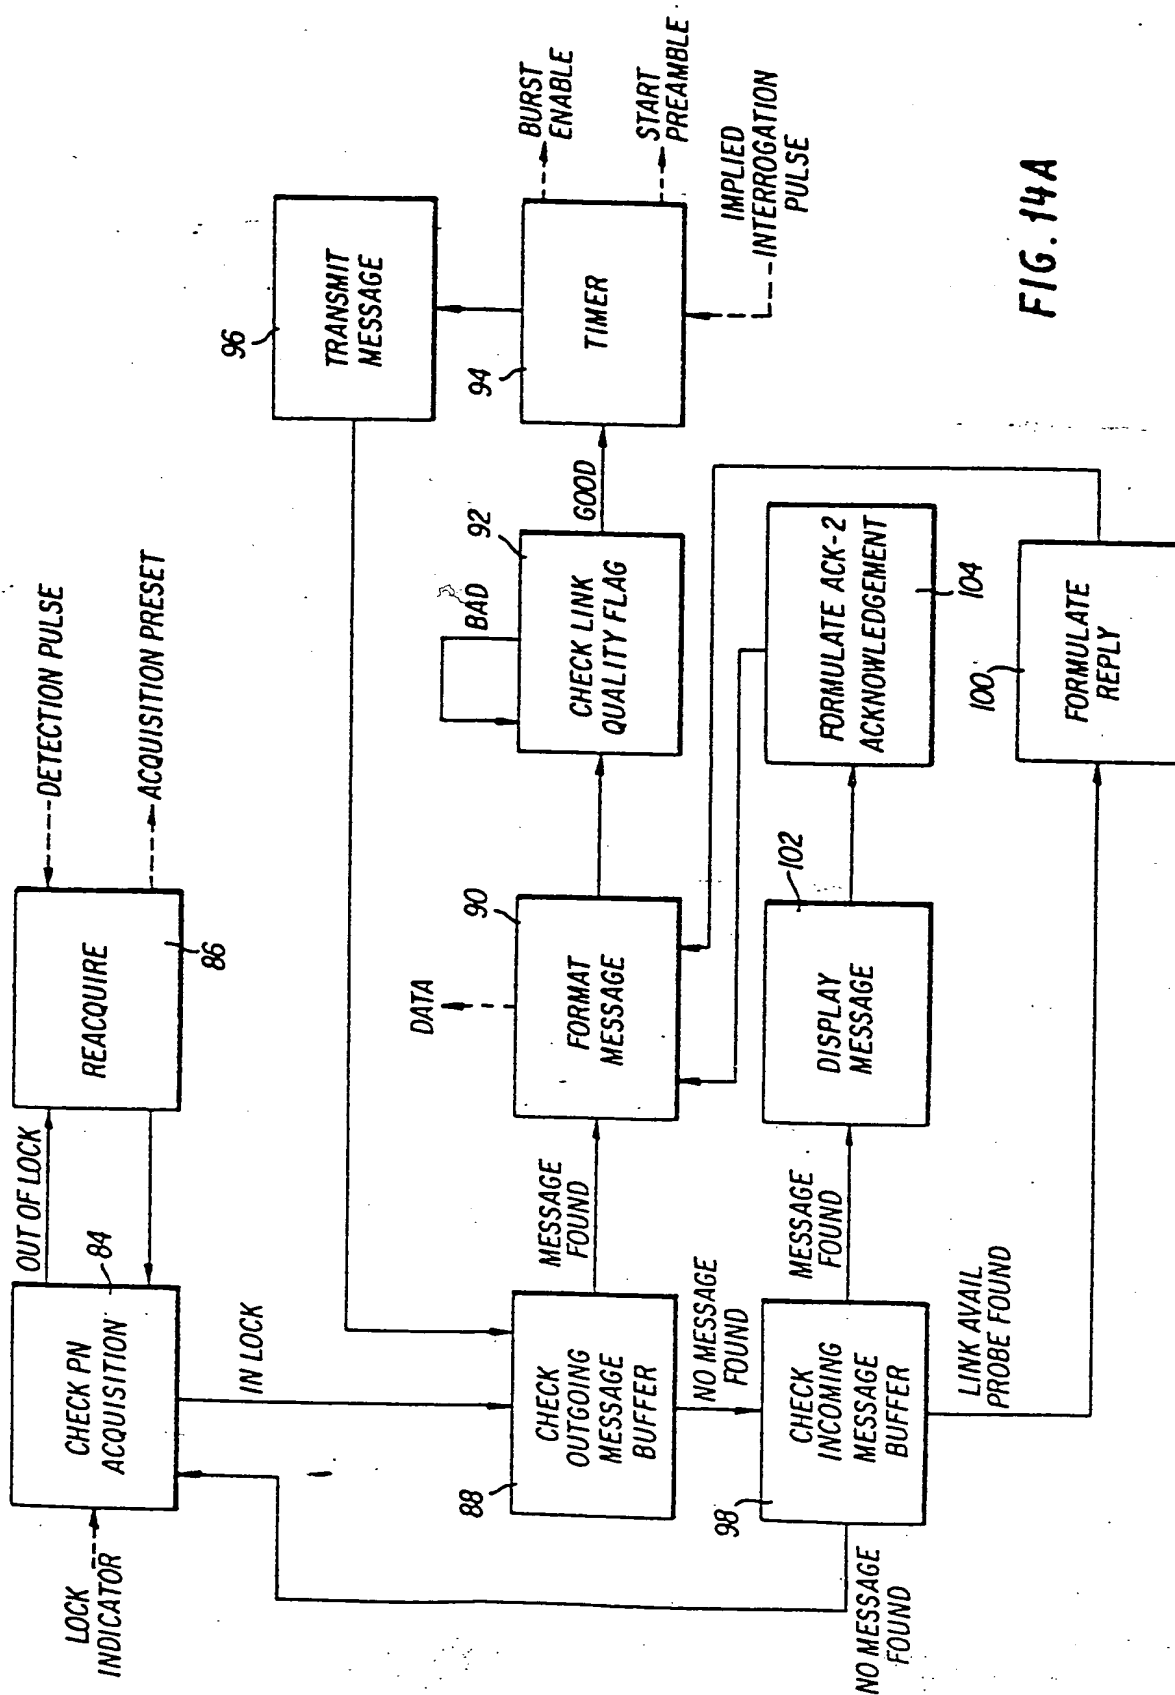 LOCK
INDICATOR
CHECK PN
ACQUISITION
84
OUT OF LOCK
REACQUIRE
86
DETECTION PULSE
ACQUISITION PRESET
IN LOCK
96
TRANSMIT
MESSAGE
88
CHECK
OUTGOING
MESSAGE
BUFFER
MESSAGE
FOUND
DATA
90
FORMAT
MESSAGE
BAD
92
CHECK LINK
QUALITY FLAG
GOOD
94
TIMER
BURST
ENABLE
START
PREAMBLE
IMPLIED
INTERROGATION
PULSE
NO MESSAGE
FOUND
98
CHECK
INCOMING
MESSAGE
BUFFER
MESSAGE
FOUND
102
DISPLAY
MESSAGE
FORMULATE ACK-2
ACKNOWLEDGEMENT
104
NO MESSAGE
FOUND
LINK AVAIL
PROBE FOUND
100
FORMULATE
REPLY
FIG. 14A